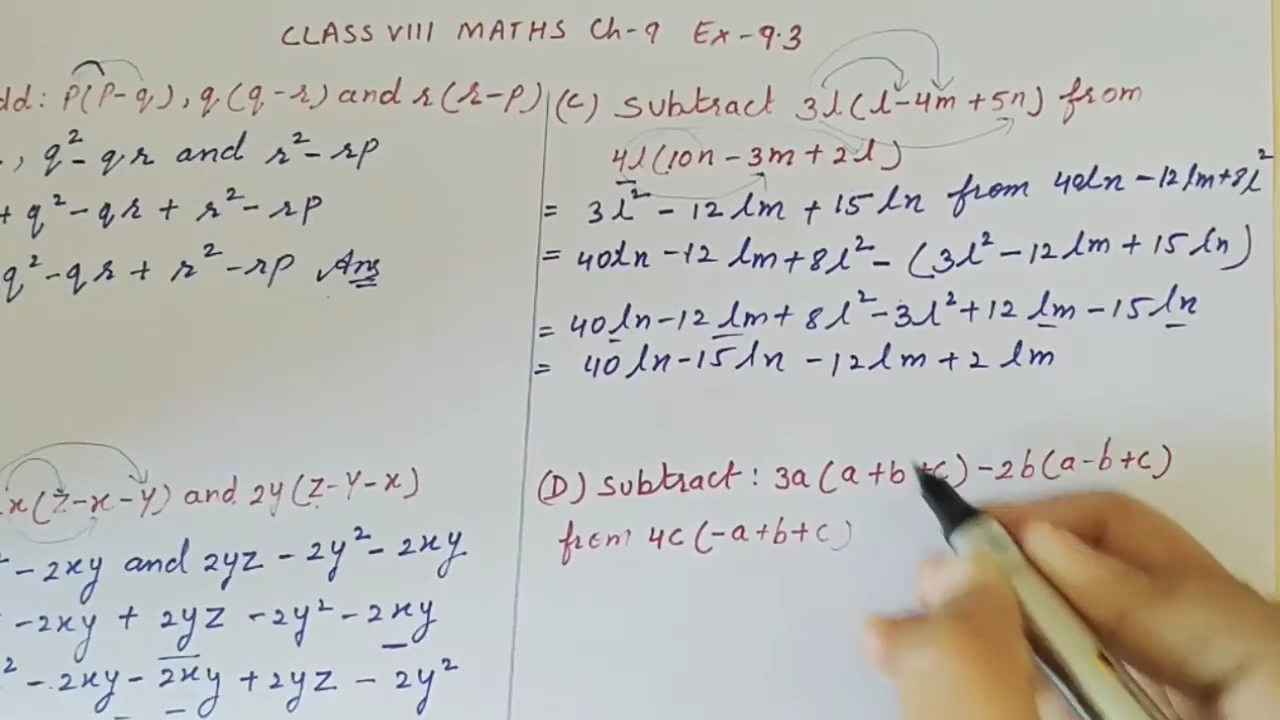 CLASS VIII MATHS Ch-9 Ex-9.3
dd: P(P-q), q(q-r) and r(r-p)
, q²-qr and r²-rp
+ q²-qr + r²-rp
q²-qr + r²-rp Ans
x(z-x-y) and 2y(z-y-x)
-2xy and 2yz - 2y² - 2xy
-2xy + 2yz - 2y² - 2xy
² - 2xy - 2xy + 2yz - 2y²
(C) Subtract 3l(l-4m+5n) from
4l(10n-3m+2l)
= 3l² - 12lm + 15ln from 40ln - 12lm + 8l²
= 40ln - 12lm + 8l² - (3l² - 12lm + 15ln)
= 40ln - 12lm + 8l² - 3l² + 12lm - 15ln
= 40ln - 15ln - 12lm + 2lm
(D) Subtract: 3a(a+b+c) - 2b(a-b+c)
from 4c(-a+b+c)